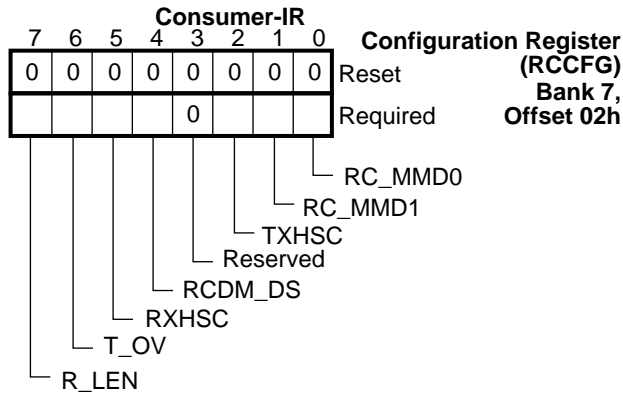 Consumer-IR
7 6 5 4 3 2 1 0
Configuration Register
(RCCFG)
Bank 7,
Offset 02h
0 0 0 0 0 0 0 0 Reset
0 Required
RC_MMD0
RC_MMD1
TXHSC
Reserved
RCDM_DS
RXHSC
T_OV
R_LEN